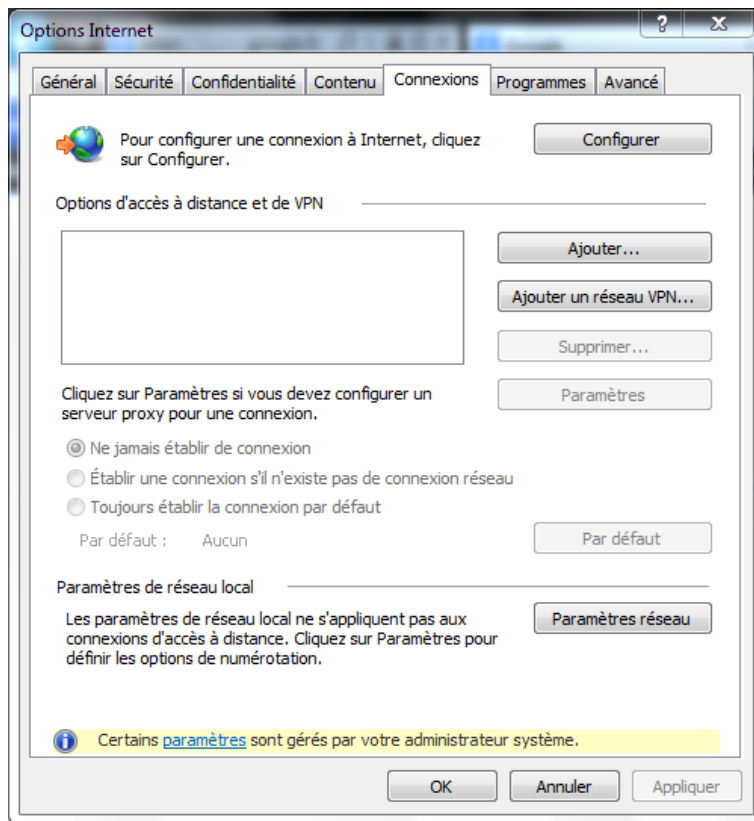 Options Internet
Général Sécurité Confidentialité Contenu Connexions Programmes Avancé
Pour configurer une connexion à Internet, cliquez
sur Configurer.
Configurer
Options d'accès à distance et de VPN
Ajouter...
Ajouter un réseau VPN...
Supprimer...
Cliquez sur Paramètres si vous devez configurer un
serveur proxy pour une connexion.
Paramètres
Ne jamais établir de connexion
Établir une connexion s'il n'existe pas de connexion réseau
Toujours établir la connexion par défaut
Par défaut : Aucun
Par défaut
Paramètres de réseau local
Les paramètres de réseau local ne s'appliquent pas aux
connexions d'accès à distance. Cliquez sur Paramètres pour
définir les options de numérotation.
Paramètres réseau
Certains paramètres sont gérés par votre administrateur système.
OK Annuler Appliquer